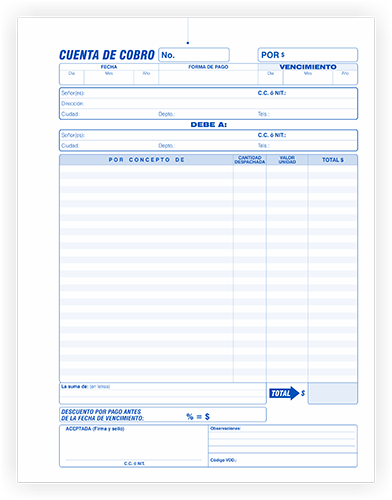 CUENTA DE COBRO No. POR $
FECHA FORMA DE PAGO VENCIMIENTO
Día Mes Año Día Mes Año
Señor(es): C.C. ó NIT.:
Dirección:
Ciudad: Depto.: Tels.:
DEBE A:
Señor(es): C.C. ó NIT.:
Ciudad: Depto.: Tels.:
POR CONCEPTO DE CANTIDAD DESPACHADA VALOR UNIDAD TOTAL $
La suma de: (en letras)
TOTAL $
DESCUENTO POR PAGO ANTES
DE LA FECHA DE VENCIMIENTO: % = $
ACEPTADA (Firma y sello) Observaciones:
C.C. ó NIT. Código